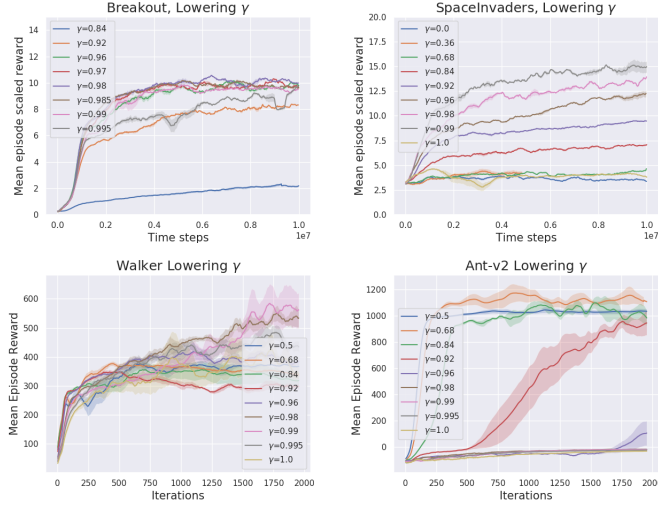 Breakout, Lowering γ
Mean episode scaled reward
14
12
10
8
6
4
2
0
γ=0.84
γ=0.92
γ=0.96
γ=0.97
γ=0.98
γ=0.985
γ=0.99
γ=0.995
0.0 0.2 0.4 0.6 0.8 1.0
Time steps 1e7
SpaceInvaders, Lowering γ
Mean episode scaled reward
20.0
17.5
15.0
12.5
10.0
7.5
5.0
2.5
0.0
γ=0.0
γ=0.36
γ=0.68
γ=0.84
γ=0.92
γ=0.96
γ=0.98
γ=0.99
γ=1.0
0.0 0.2 0.4 0.6 0.8 1.0
Time steps 1e7
Walker Lowering γ
Mean Episode Reward
600
500
400
300
200
100
γ=0.5
γ=0.68
γ=0.84
γ=0.92
γ=0.96
γ=0.98
γ=0.99
γ=0.995
γ=1.0
0 250 500 750 1000 1250 1500 1750 2000
Iterations
Ant-v2 Lowering γ
Mean Episode Reward
1200
1000
800
600
400
200
0
γ=0.5
γ=0.68
γ=0.84
γ=0.92
γ=0.96
γ=0.98
γ=0.99
γ=0.995
γ=1.0
0 250 500 750 1000 1250 1500 1750 200
Iterations